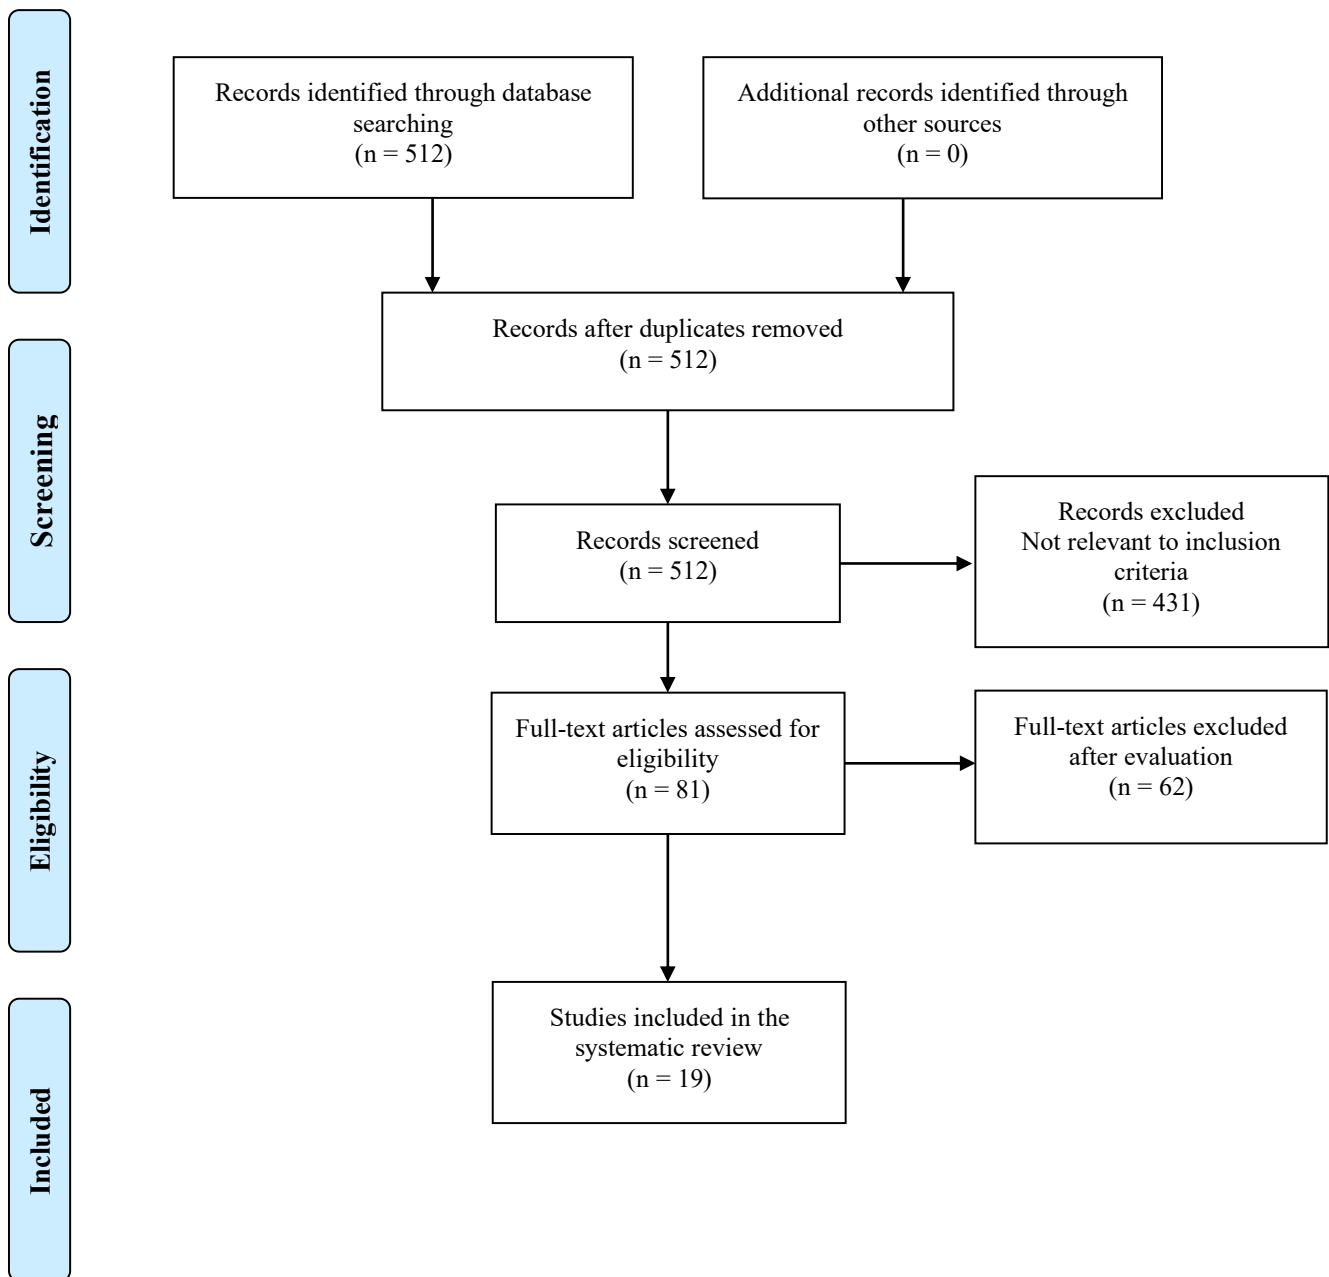 Identification
Records identified through database
searching
(n = 512)
Additional records identified through
other sources
(n = 0)
Records after duplicates removed
(n = 512)
Screening
Records screened
(n = 512)
Records excluded
Not relevant to inclusion
criteria
(n = 431)
Eligibility
Full-text articles assessed for
eligibility
(n = 81)
Full-text articles excluded
after evaluation
(n = 62)
Included
Studies included in the
systematic review
(n = 19)